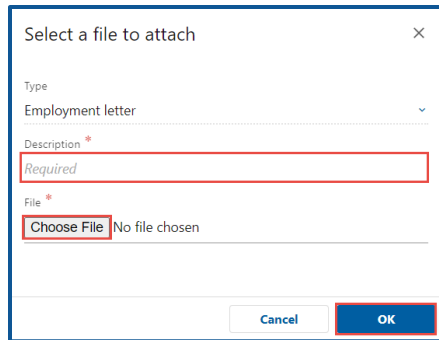 Select a file to attach
Type
Employment letter
Description *
Required
File *
Choose File No file chosen
Cancel OK